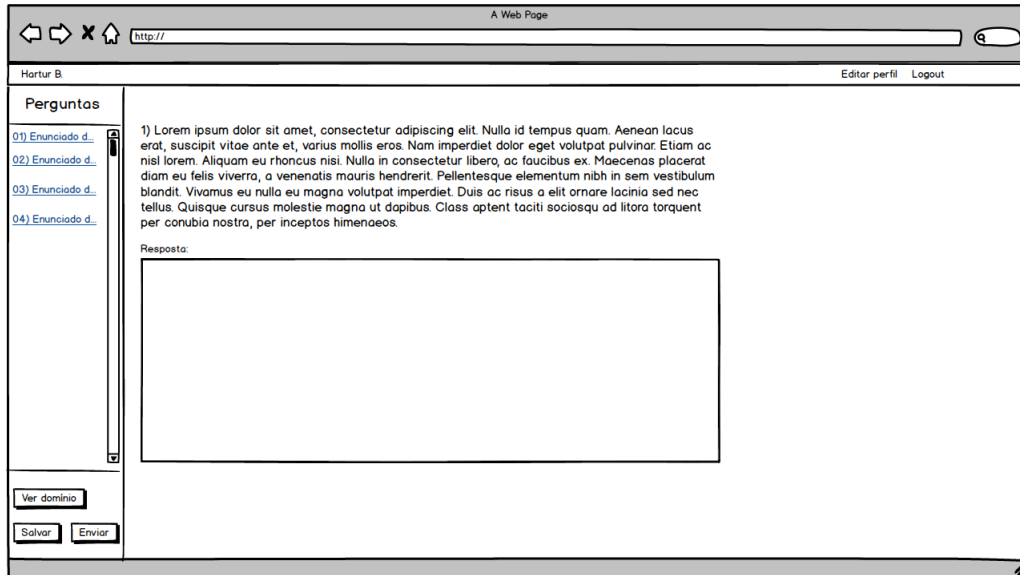 A Web Page
http://
Hartur B.
Editar perfil Logout
Perguntas
01) Enunciado d...
02) Enunciado d...
03) Enunciado d...
04) Enunciado d...
1) Lorem ipsum dolor sit amet, consectetur adipiscing elit. Nulla id tempus quam. Aenean lacus
erat, suscipit vitae ante et, varius mollis eros. Nam imperdiet dolor eget volutpat pulvinar. Etiam ac
nisl lorem. Aliquam eu rhoncus nisi. Nulla in consectetur libero, ac faucibus ex. Maecenas placerat
diam eu felis viverra, a venenatis mauris hendrerit. Pellentesque elementum nibh in sem vestibulum
blandit. Vivamus eu nulla eu magna volutpat imperdiet. Duis ac risus a elit ornare lacinia sed nec
tellus. Quisque cursus molestie magna ut dapibus. Class aptent taciti sociosqu ad litora torquent
per conubia nostra, per inceptos himenaeos.
Resposta:
Ver domínio
Salvar Enviar